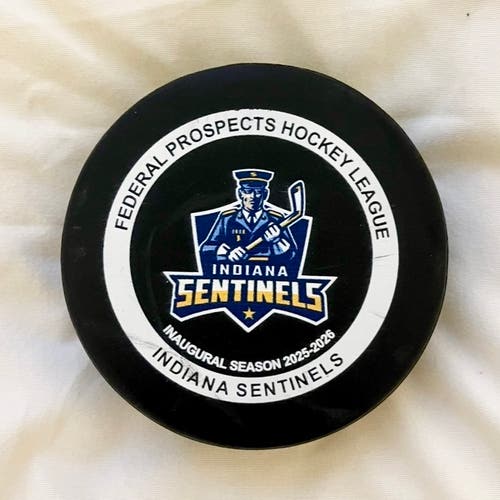 FEDERAL PROSPECTS HOCKEY LEAGUE
INDIANA
SENTINELS
INAUGURAL SEASON 2025-2026
INDIANA SENTINELS